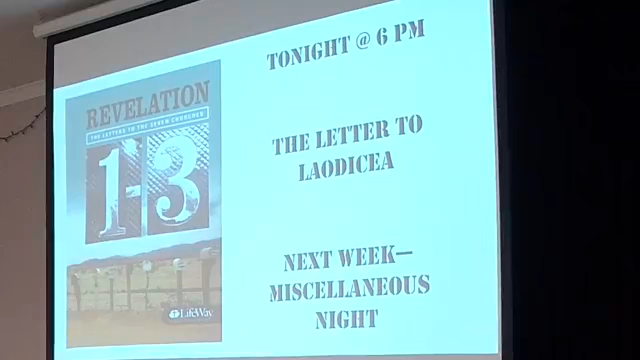 TONIGHT @ 6 PM
REVELATION
THE LETTERS TO THE SEVEN CHURCHES
1-3
LifeWay
THE LETTER TO
LAODICEA
NEXT WEEK—
MISCELLANEOUS
NIGHT